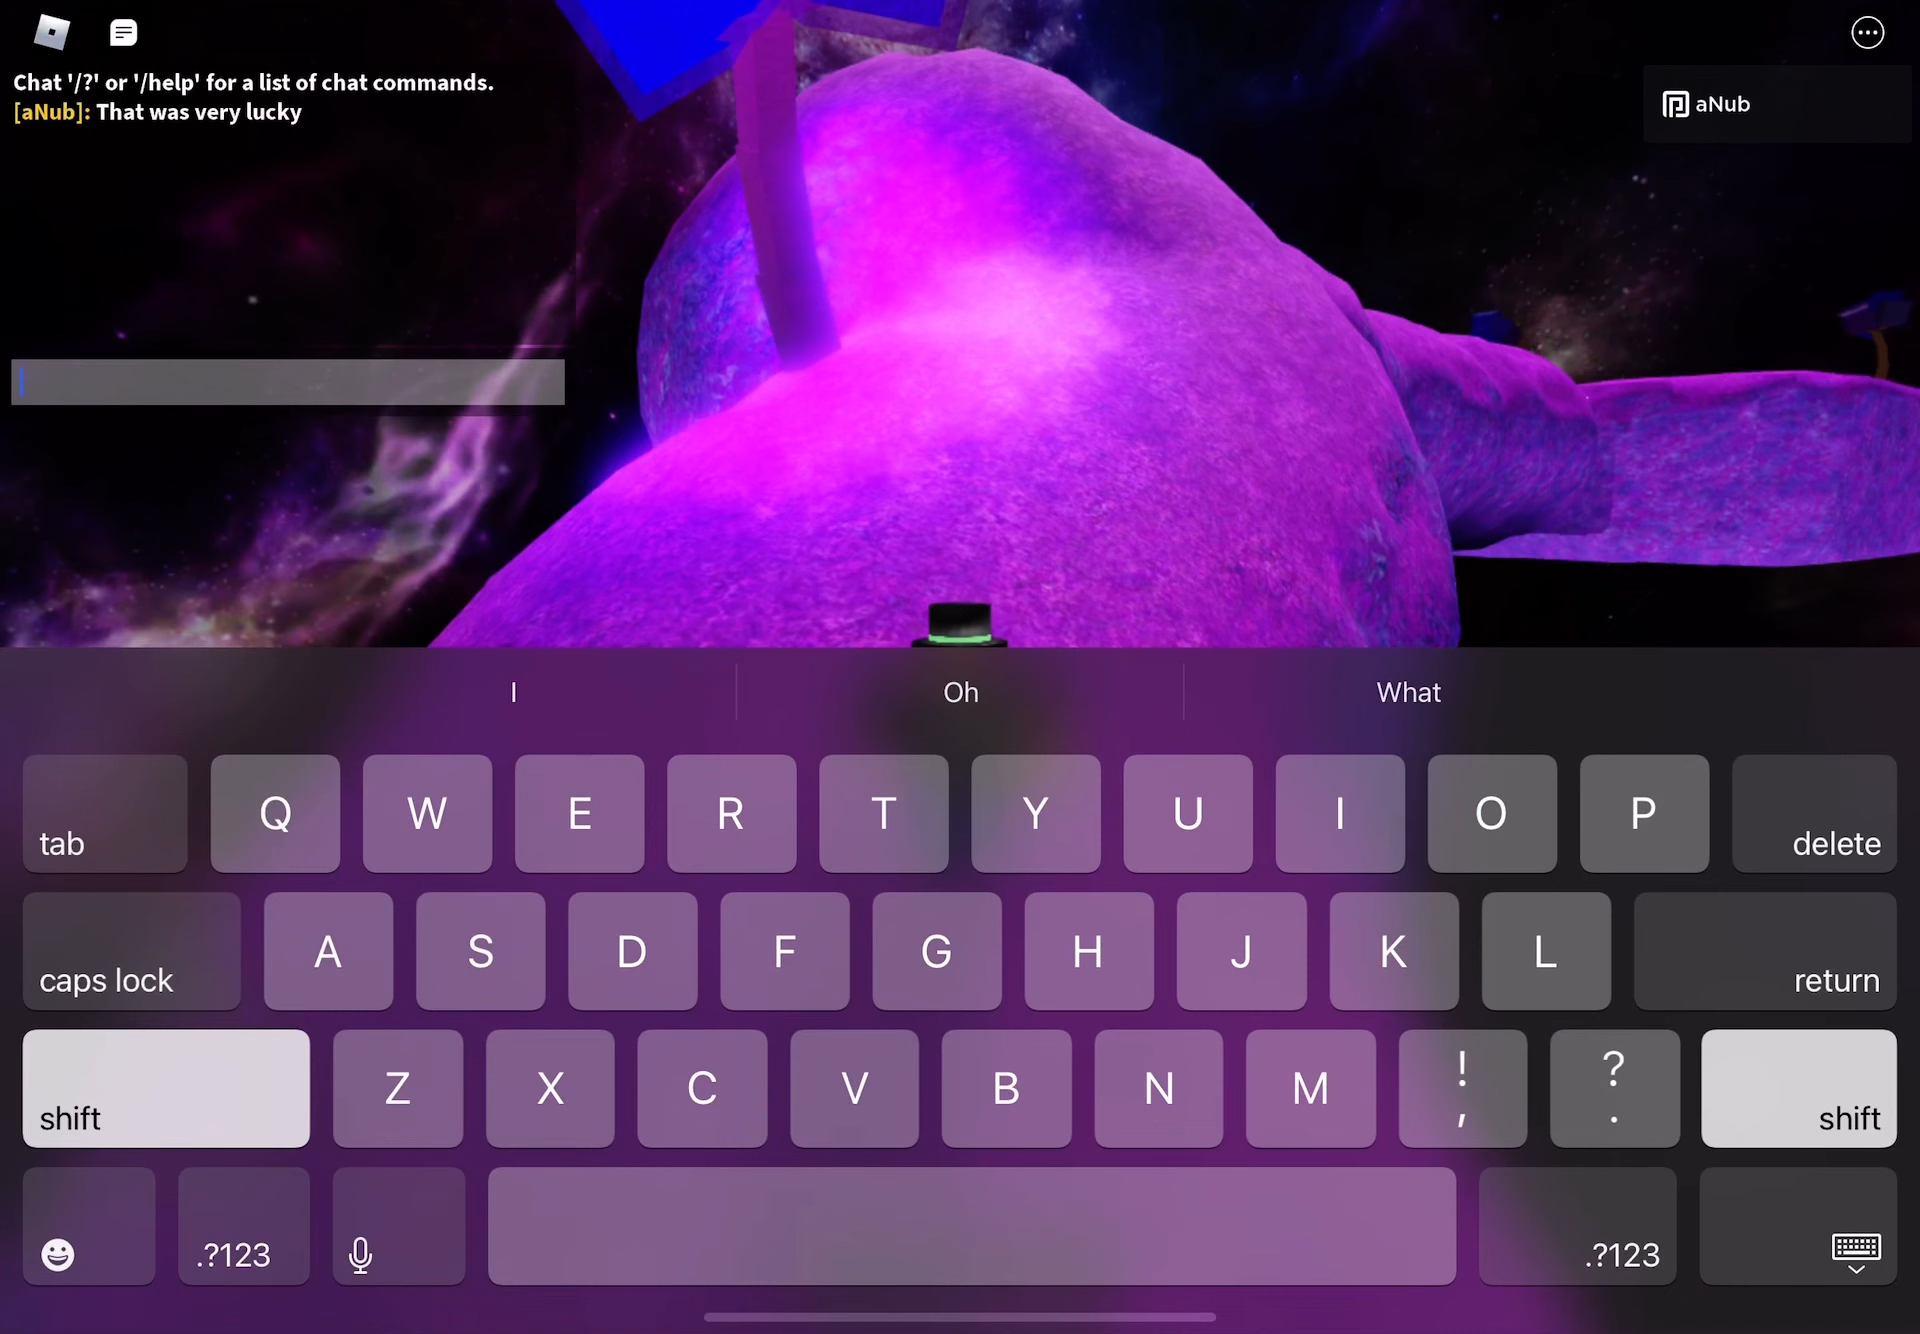 Chat '/?' or '/help' for a list of chat commands.
[aNub]: That was very lucky
aNub
I Oh What
tab Q W E R T Y U I O P delete
caps lock A S D F G H J K L return
shift Z X C V B N M ! , ? . shift
.?123 .?123